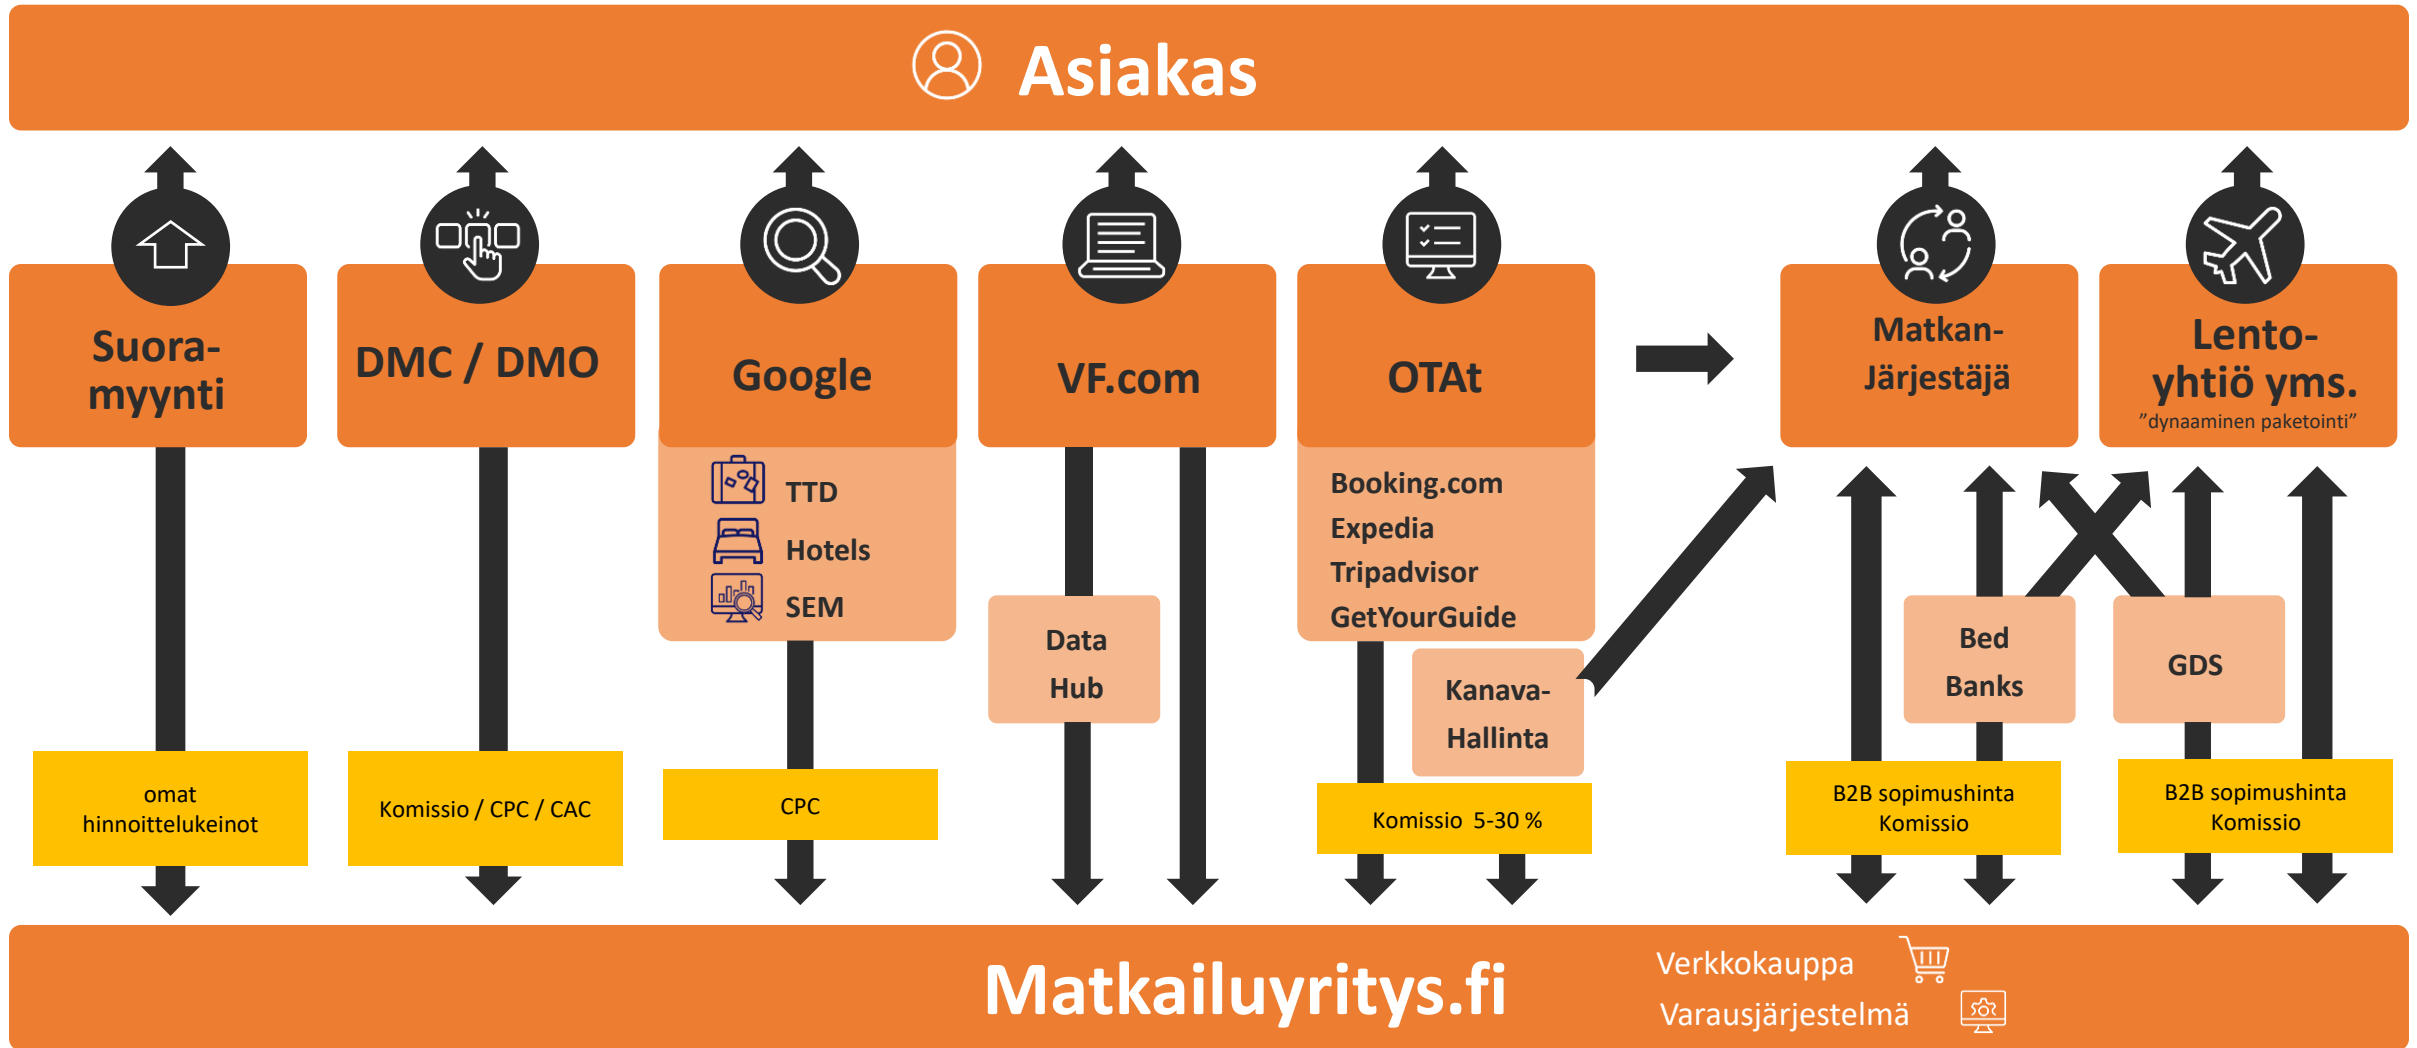 Asiakas
Suora-
myynti
DMC / DMO
Google
VF.com
OTAt
Matkan-
Järjestäjä
Lento-
yhtiö yms.
”dynaaminen paketointi”
TTD
Hotels
SEM
Data
Hub
Booking.com
Expedia
Tripadvisor
GetYourGuide
Kanava-
Hallinta
Bed
Banks
GDS
omat
hinnoittelukeinot
Komissio / CPC / CAC
CPC
Komissio 5-30 %
B2B sopimushinta
Komissio
B2B sopimushinta
Komissio
Matkailuyritys.fi
Verkkokauppa
Varausjärjestelmä